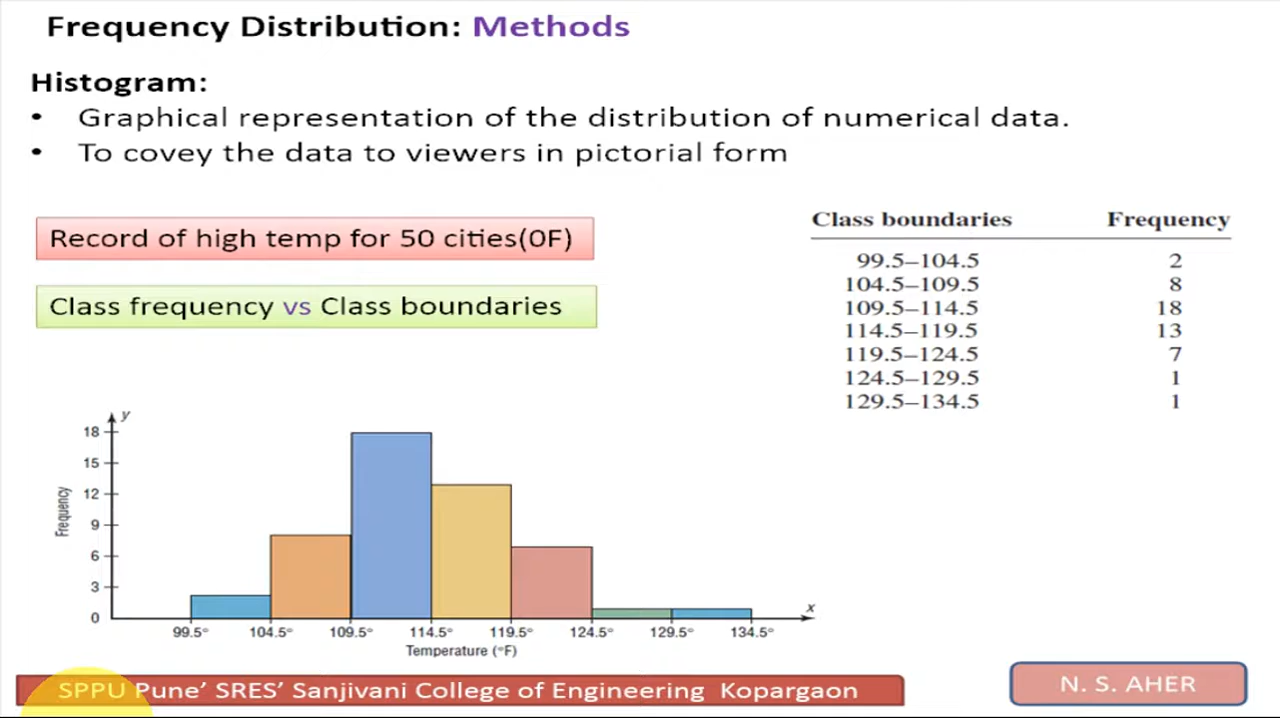 Frequency Distribution: Methods
Histogram:
• Graphical representation of the distribution of numerical data.
• To covey the data to viewers in pictorial form
Record of high temp for 50 cities(0F)
Class frequency vs Class boundaries
Class boundaries Frequency
99.5–104.5 2
104.5–109.5 8
109.5–114.5 18
114.5–119.5 13
119.5–124.5 7
124.5–129.5 1
129.5–134.5 1
y
18
15
12
9
6
3
0
Frequency
x
99.5° 104.5° 109.5° 114.5° 119.5° 124.5° 129.5° 134.5°
Temperature (°F)
SPPU Pune’ SRES’ Sanjivani College of Engineering Kopargaon
N. S. AHER